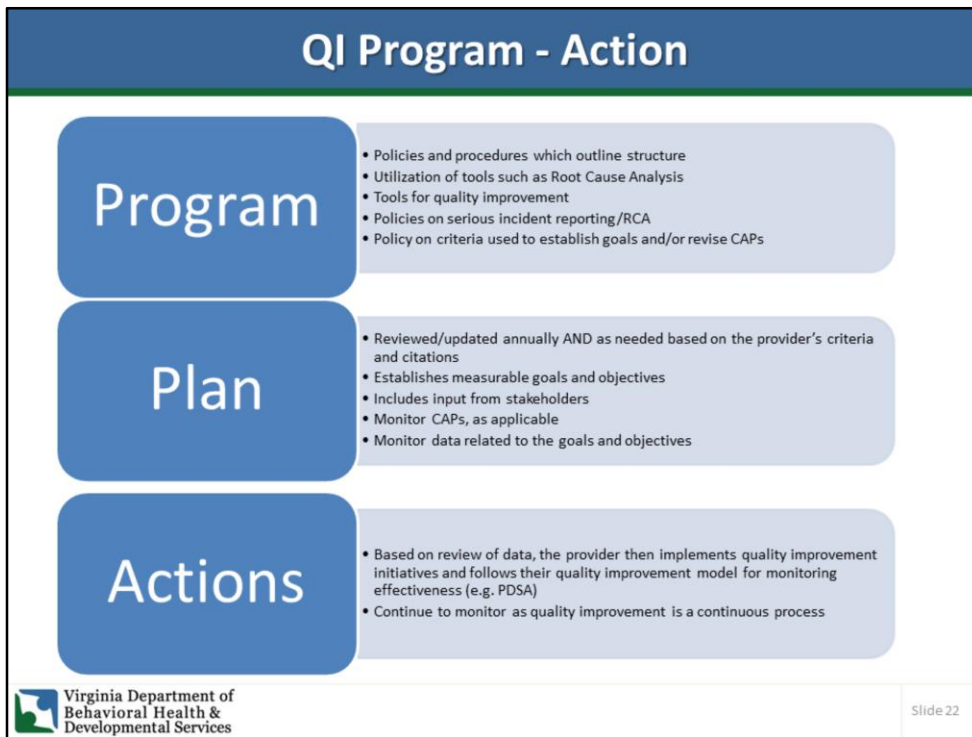 QI Program - Action
Program
• Policies and procedures which outline structure
• Utilization of tools such as Root Cause Analysis
• Tools for quality improvement
• Policies on serious incident reporting/RCA
• Policy on criteria used to establish goals and/or revise CAPs
Plan
• Reviewed/updated annually AND as needed based on the provider's criteria
and citations
• Establishes measurable goals and objectives
• Includes input from stakeholders
• Monitor CAPs, as applicable
• Monitor data related to the goals and objectives
Actions
• Based on review of data, the provider then implements quality improvement
initiatives and follows their quality improvement model for monitoring
effectiveness (e.g. PDSA)
• Continue to monitor as quality improvement is a continuous process
Virginia Department of
Behavioral Health &
Developmental Services
Slide 22